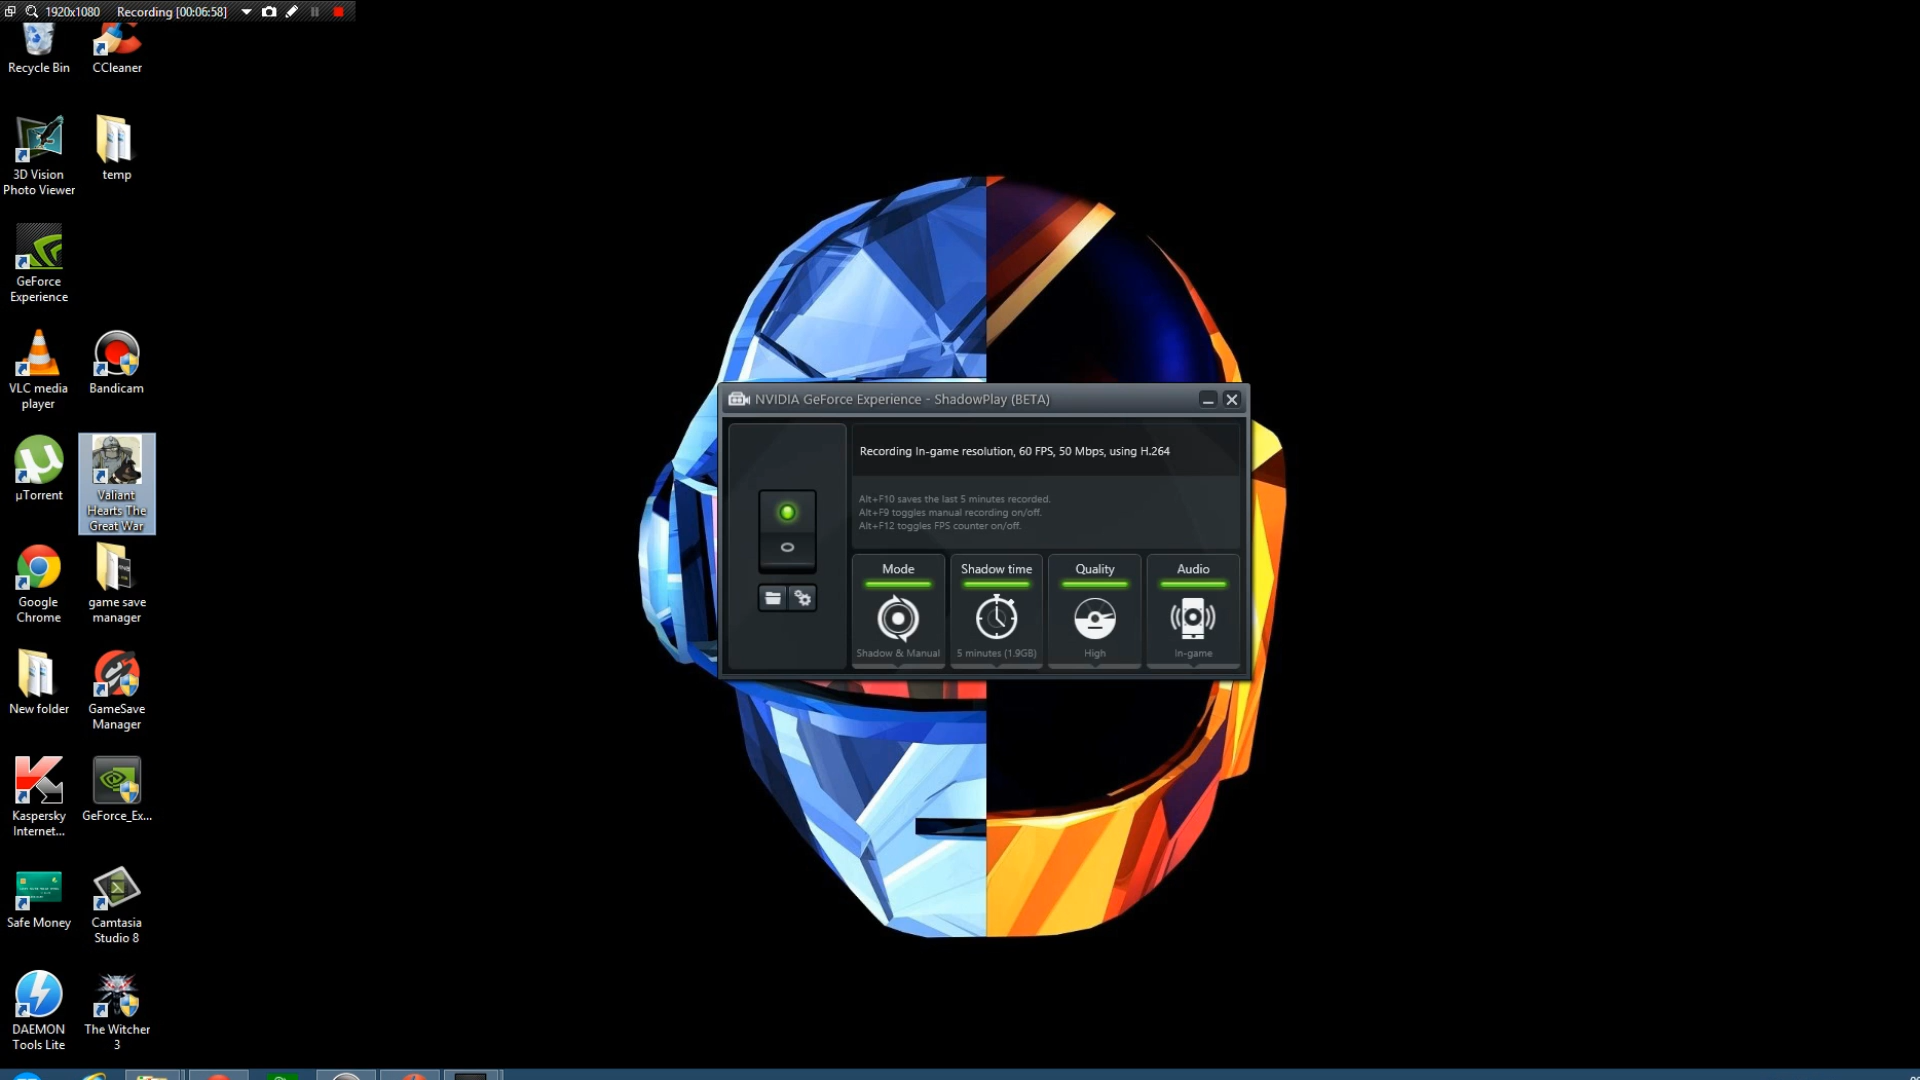 1920x1080 Recording [00:06:58]
Recycle Bin
CCleaner
3D Vision
Photo Viewer
temp
GeForce
Experience
VLC media
player
Bandicam
µTorrent
Valiant
Hearts The
Great War
Google
Chrome
game save
manager
New folder
GameSave
Manager
Kaspersky
Internet...
GeForce_Ex...
Safe Money
Camtasia
Studio 8
DAEMON
Tools Lite
The Witcher
3
NVIDIA GeForce Experience - ShadowPlay (BETA)
Recording In-game resolution, 60 FPS, 50 Mbps, using H.264
Alt+F10 saves the last 5 minutes recorded.
Alt+F9 toggles manual recording on/off.
Alt+F12 toggles FPS counter on/off.
Mode Shadow time Quality Audio
Shadow & Manual 5 minutes (1.9GB) High In-game